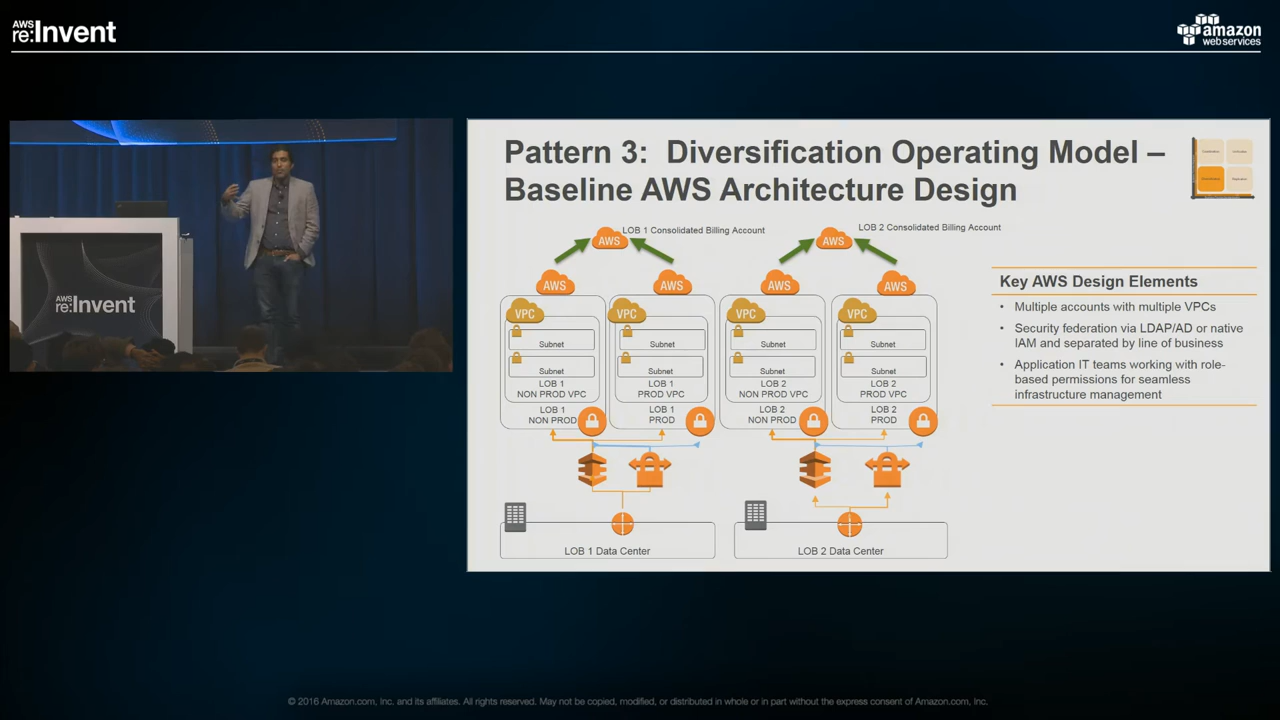 AWS
re:Invent
amazon
web services
Pattern 3: Diversification Operating Model –
Baseline AWS Architecture Design
LOB 1 Consolidated Billing Account
LOB 2 Consolidated Billing Account
AWS
AWS
AWS
AWS
AWS
AWS
VPC
VPC
VPC
VPC
Subnet
Subnet
Subnet
Subnet
Subnet
Subnet
Subnet
Subnet
LOB 1
NON PROD VPC
LOB 1
PROD VPC
LOB 2
NON PROD VPC
LOB 2
PROD VPC
LOB 1
NON PROD
LOB 1
PROD
LOB 2
NON PROD
LOB 2
PROD
LOB 1 Data Center
LOB 2 Data Center
Key AWS Design Elements
• Multiple accounts with multiple VPCs
• Security federation via LDAP/AD or native
IAM and separated by line of business
• Application IT teams working with role-
based permissions for seamless
infrastructure management
AWS
re:Invent
© 2016 Amazon.com, Inc. and its affiliates. All rights reserved. May not be copied, modified, or distributed in whole or in part without the express consent of Amazon.com, Inc.